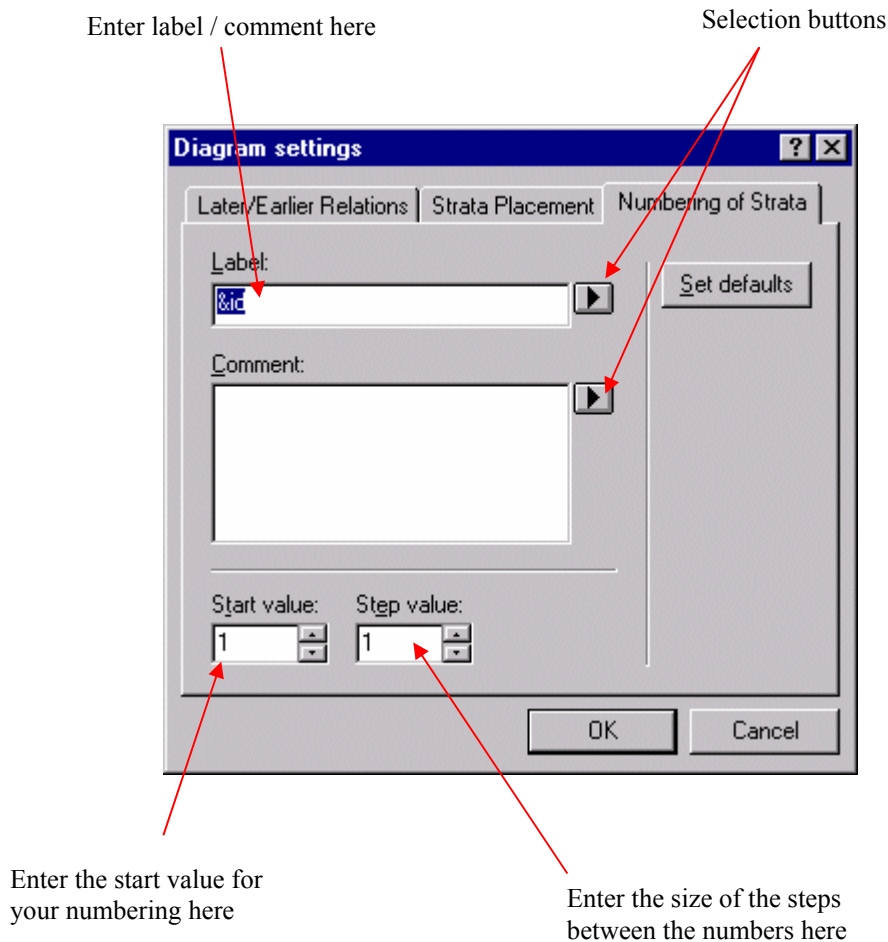 Enter label / comment here
Selection buttons
Diagram settings
Later/Earlier Relations
Strata Placement
Numbering of Strata
Label:
&id
Set defaults
Comment:
Start value:
Step value:
1
1
OK
Cancel
Enter the start value for
your numbering here
Enter the size of the steps
between the numbers here